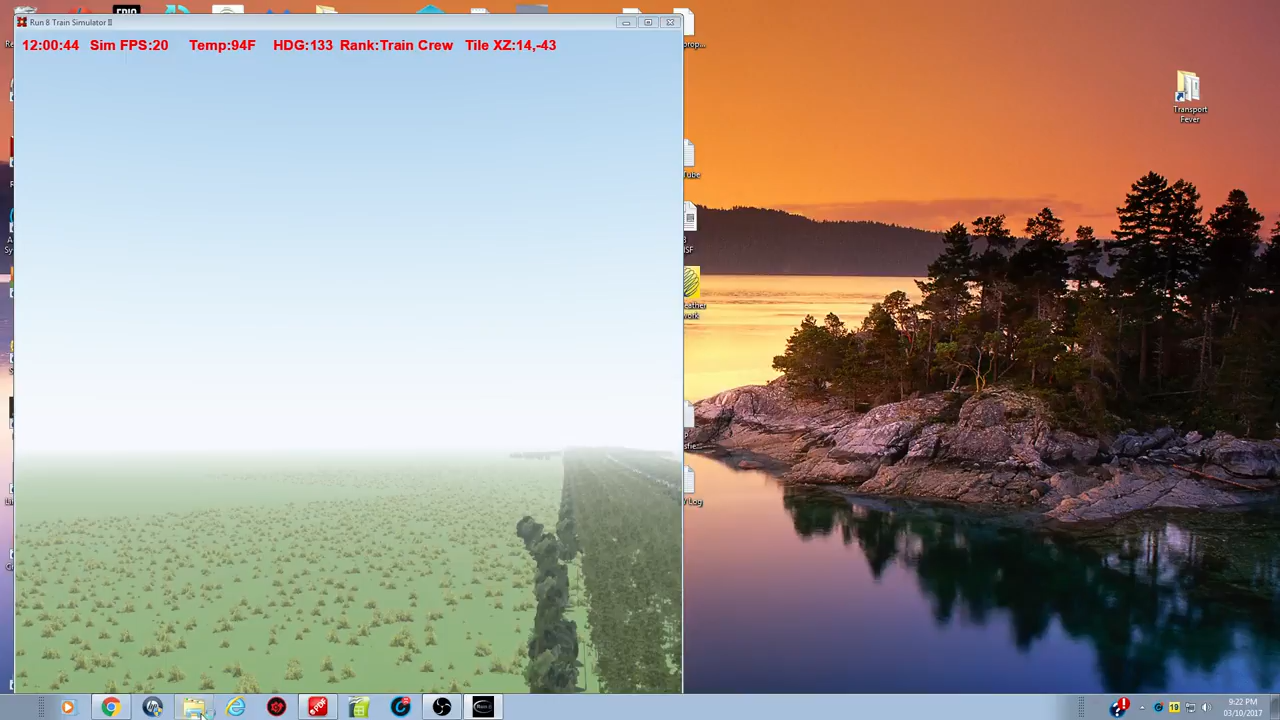 EPIC
Run 8 Train Simulator II
12:00:44 Sim FPS:20 Temp:94F HDG:133 Rank:Train Crew Tile XZ:14,-43
Transport
Fever
9:22 PM
03/10/2017